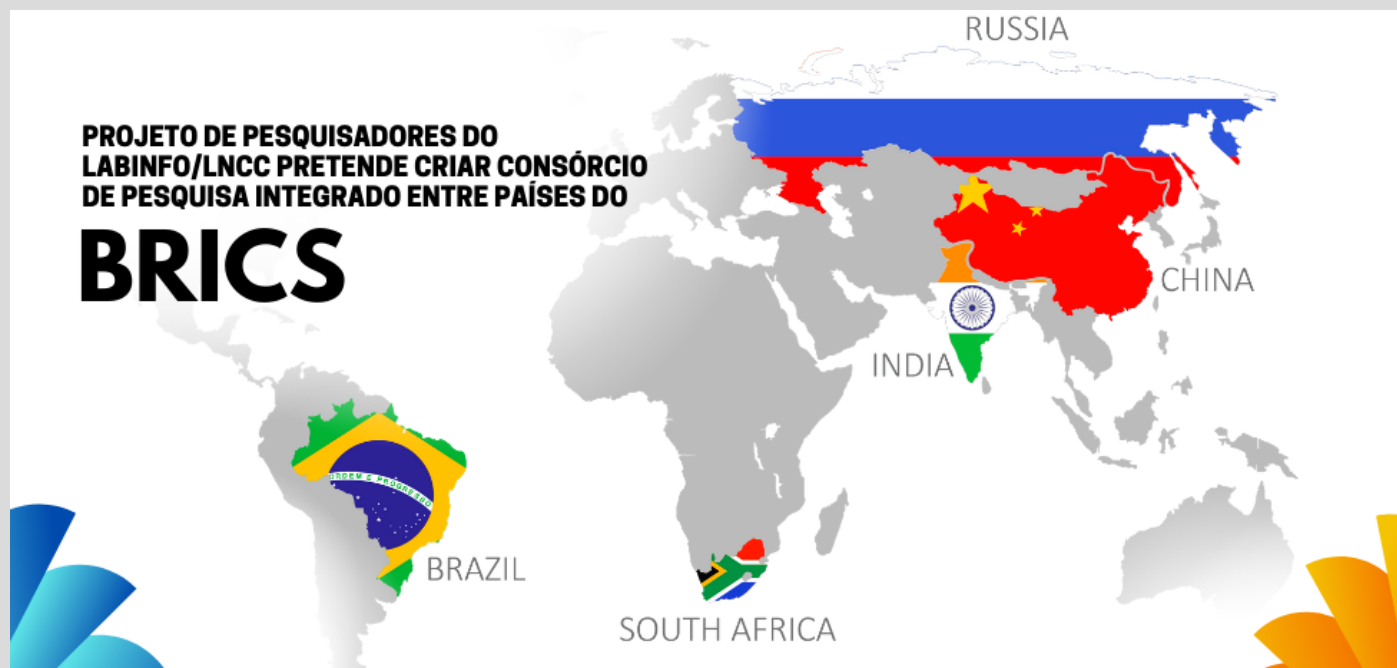 RUSSIA
PROJETO DE PESQUISADORES DO
LABINFO/LNCC PRETENDE CRIAR CONSÓRCIO
DE PESQUISA INTEGRADO ENTRE PAÍSES DO
BRICS
CHINA
INDIA
ORDEM E PROGRESSO
BRAZIL
SOUTH AFRICA